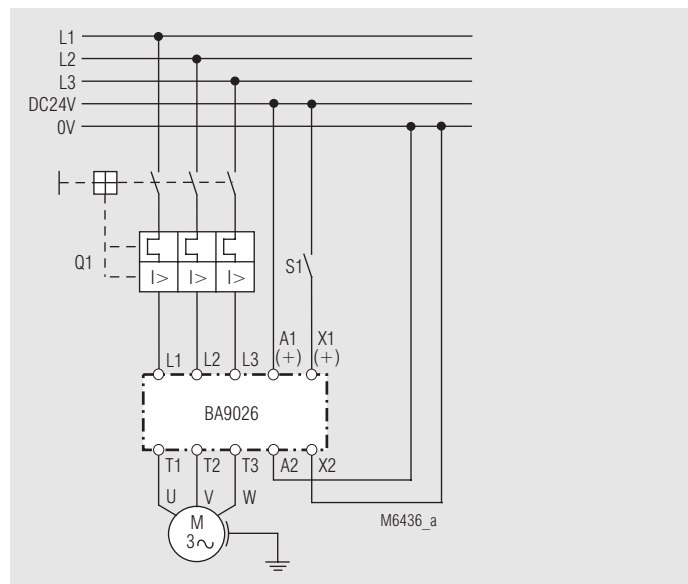 L1
L2
L3
DC24V
0V
Q1
I> I> I>
S1
A1 X1
L1 L2 L3 (+) (+)
BA9026
T1 T2 T3 A2 X2
U V W
M
3~
M6436_a